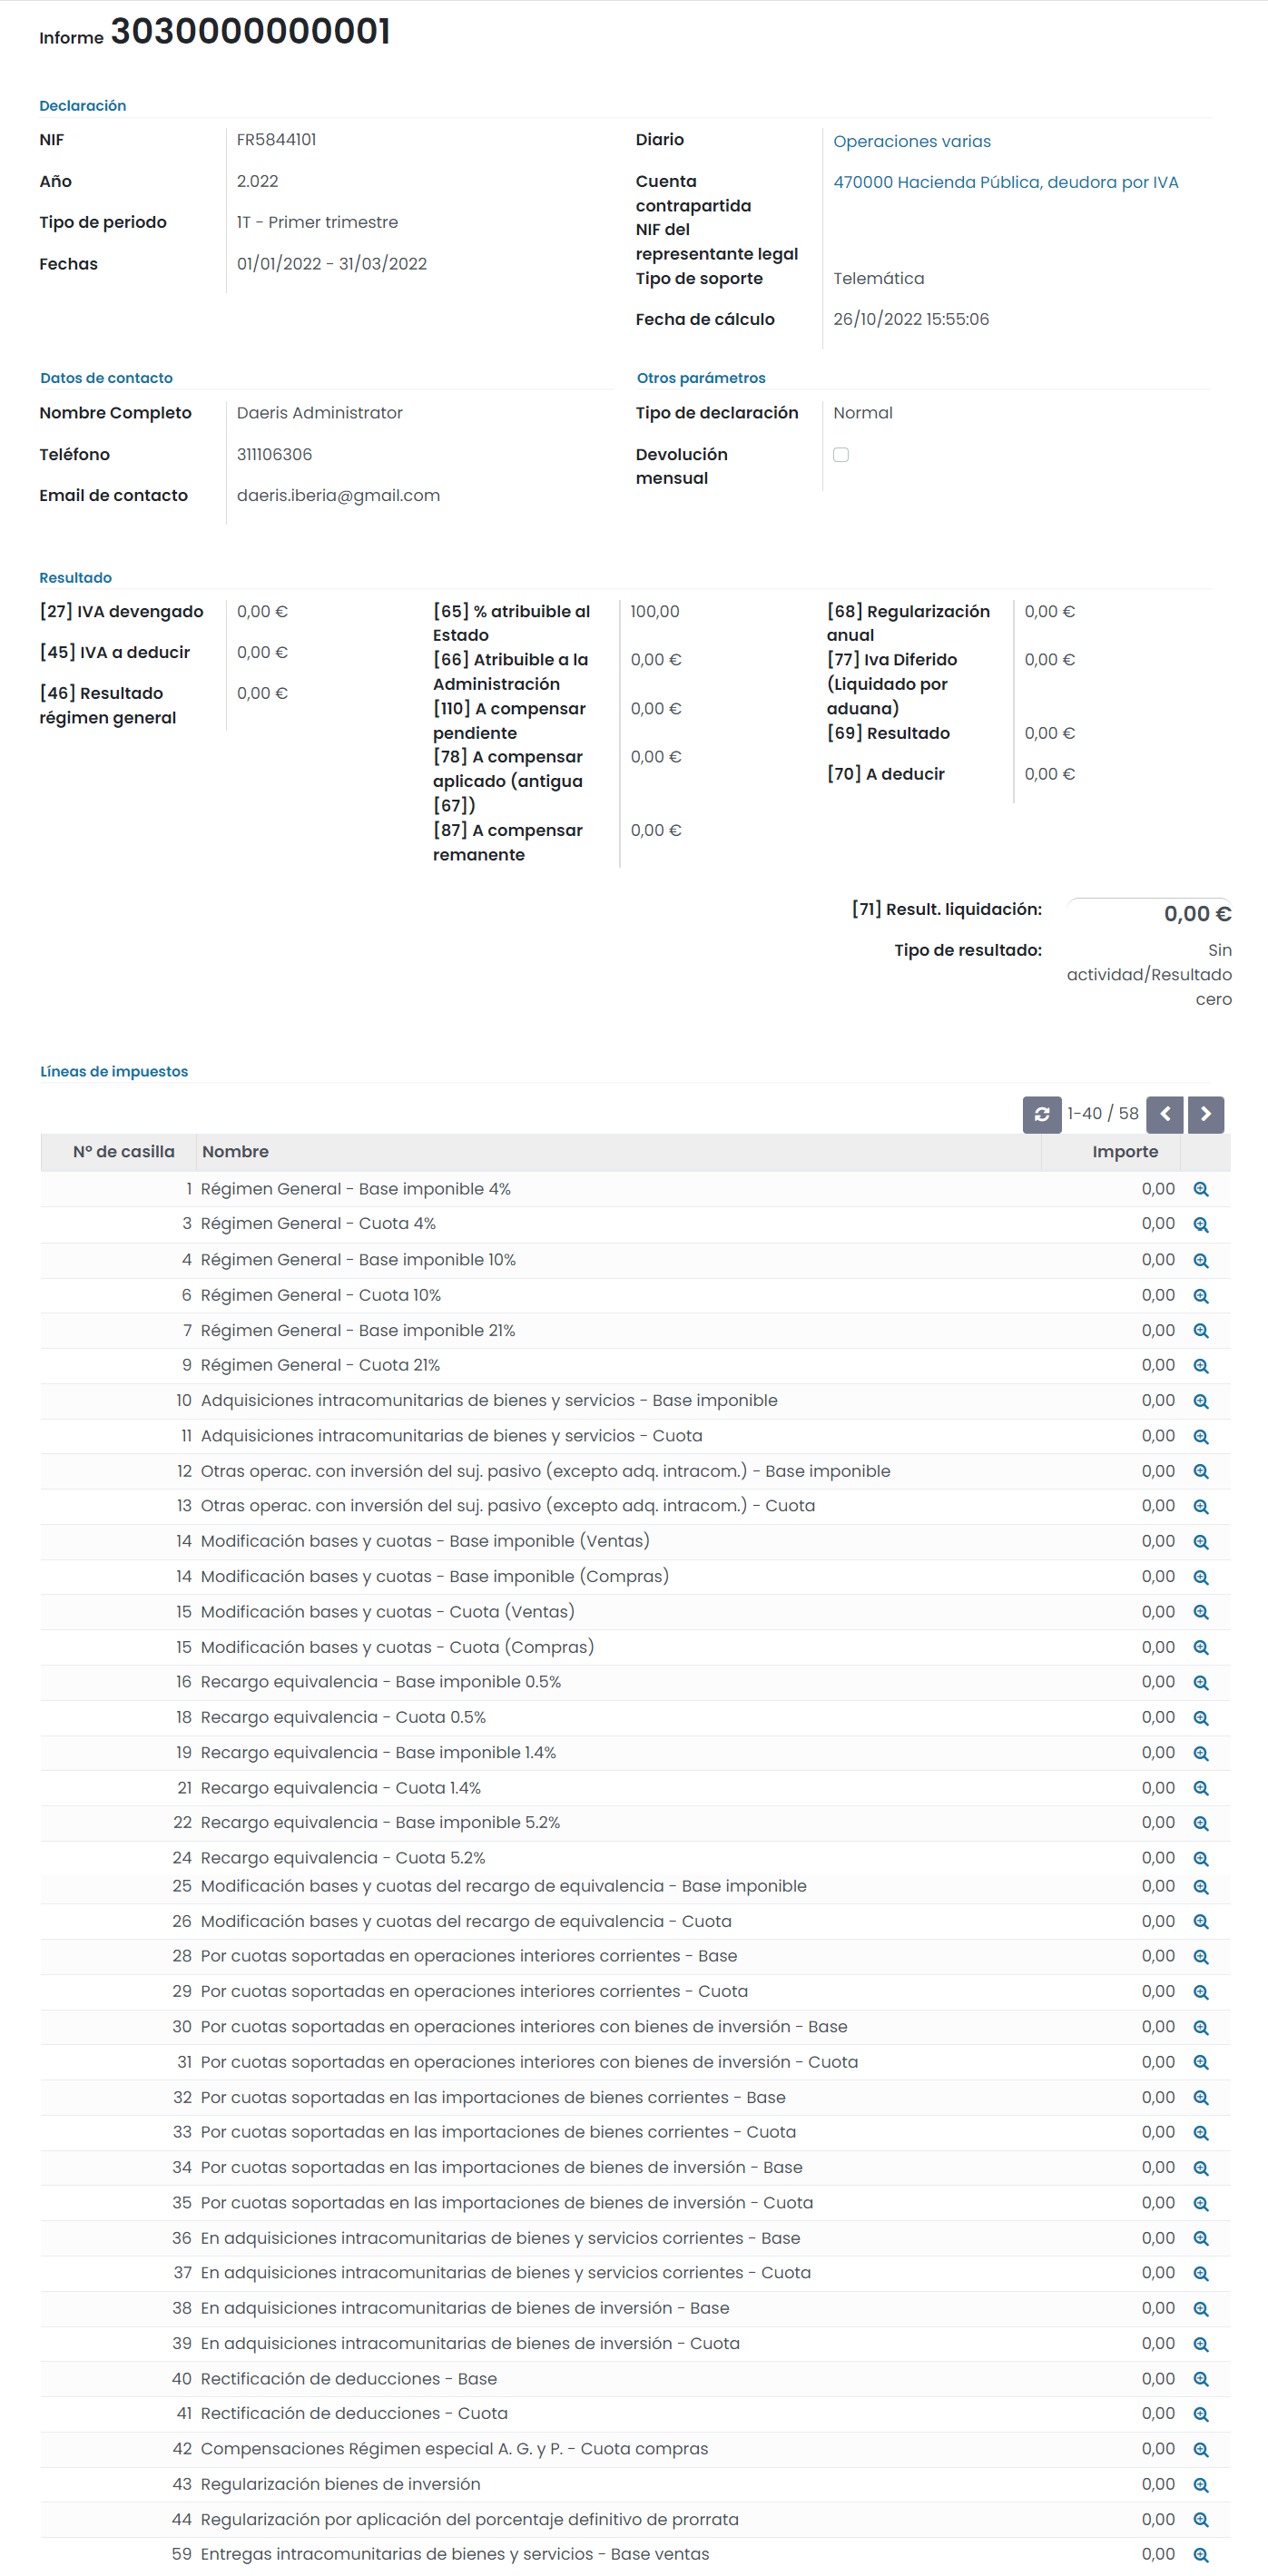 Informe 3030000000001
Declaración
NIF FR5844101
Año 2.022
Tipo de periodo 1T - Primer trimestre
Fechas 01/01/2022 - 31/03/2022
Diario Operaciones varias
Cuenta contrapartida 470000 Hacienda Pública, deudora por IVA
NIF del
representante legal
Tipo de soporte Telemática
Fecha de cálculo 26/10/2022 15:55:06
Datos de contacto
Nombre Completo Daeris Administrator
Teléfono 311106306
Email de contacto daeris.iberia@gmail.com
Otros parámetros
Tipo de declaración Normal
Devolución
mensual
Resultado
[27] IVA devengado 0,00 €
[45] IVA a deducir 0,00 €
[46] Resultado 0,00 €
régimen general
[65] % atribuible al 100,00
Estado
[66] Atribuible a la 0,00 €
Administración
[110] A compensar 0,00 €
pendiente
[78] A compensar 0,00 €
aplicado (antigua
[67])
[87] A compensar 0,00 €
remanente
[68] Regularización 0,00 €
anual
[77] Iva Diferido 0,00 €
(Liquidado por
aduana)
[69] Resultado 0,00 €
[70] A deducir 0,00 €
[71] Result. liquidación: 0,00 €
Tipo de resultado: Sin
actividad/Resultado
cero
Líneas de impuestos
1-40 / 58
Nº de casilla Nombre Importe
1 Régimen General - Base imponible 4% 0,00
3 Régimen General - Cuota 4% 0,00
4 Régimen General - Base imponible 10% 0,00
6 Régimen General - Cuota 10% 0,00
7 Régimen General - Base imponible 21% 0,00
9 Régimen General - Cuota 21% 0,00
10 Adquisiciones intracomunitarias de bienes y servicios - Base imponible 0,00
11 Adquisiciones intracomunitarias de bienes y servicios - Cuota 0,00
12 Otras operac. con inversión del suj. pasivo (excepto adq. intracom.) - Base imponible 0,00
13 Otras operac. con inversión del suj. pasivo (excepto adq. intracom.) - Cuota 0,00
14 Modificación bases y cuotas - Base imponible (Ventas) 0,00
14 Modificación bases y cuotas - Base imponible (Compras) 0,00
15 Modificación bases y cuotas - Cuota (Ventas) 0,00
15 Modificación bases y cuotas - Cuota (Compras) 0,00
16 Recargo equivalencia - Base imponible 0.5% 0,00
18 Recargo equivalencia - Cuota 0.5% 0,00
19 Recargo equivalencia - Base imponible 1.4% 0,00
21 Recargo equivalencia - Cuota 1.4% 0,00
22 Recargo equivalencia - Base imponible 5.2% 0,00
24 Recargo equivalencia - Cuota 5.2% 0,00
25 Modificación bases y cuotas del recargo de equivalencia - Base imponible 0,00
26 Modificación bases y cuotas del recargo de equivalencia - Cuota 0,00
28 Por cuotas soportadas en operaciones interiores corrientes - Base 0,00
29 Por cuotas soportadas en operaciones interiores corrientes - Cuota 0,00
30 Por cuotas soportadas en operaciones interiores con bienes de inversión - Base 0,00
31 Por cuotas soportadas en operaciones interiores con bienes de inversión - Cuota 0,00
32 Por cuotas soportadas en las importaciones de bienes corrientes - Base 0,00
33 Por cuotas soportadas en las importaciones de bienes corrientes - Cuota 0,00
34 Por cuotas soportadas en las importaciones de bienes de inversión - Base 0,00
35 Por cuotas soportadas en las importaciones de bienes de inversión - Cuota 0,00
36 En adquisiciones intracomunitarias de bienes y servicios corrientes - Base 0,00
37 En adquisiciones intracomunitarias de bienes y servicios corrientes - Cuota 0,00
38 En adquisiciones intracomunitarias de bienes de inversión - Base 0,00
39 En adquisiciones intracomunitarias de bienes de inversión - Cuota 0,00
40 Rectificación de deducciones - Base 0,00
41 Rectificación de deducciones - Cuota 0,00
42 Compensaciones Régimen especial A. G. y P. - Cuota compras 0,00
43 Regularización bienes de inversión 0,00
44 Regularización por aplicación del porcentaje definitivo de prorrata 0,00
59 Entregas intracomunitarias de bienes y servicios - Base ventas 0,00